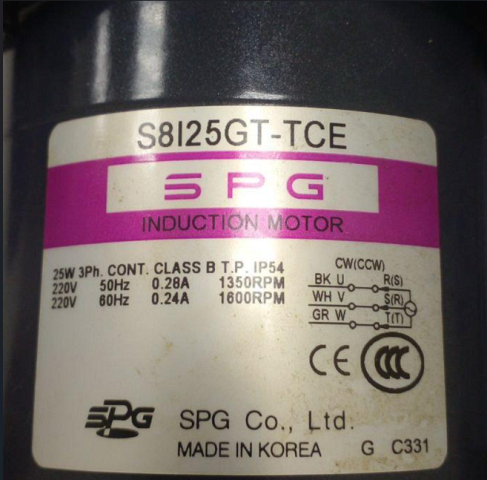 S8I25GT-TCE
SPG
INDUCTION MOTOR
25W 3Ph. CONT. CLASS B T.P. IP54
220V 50Hz 0.28A 1350RPM
220V 60Hz 0.24A 1600RPM
CW(CCW)
BK U R(S)
WH V S(R)
GR W T(T)
CE CCC
SPG SPG Co., Ltd.
MADE IN KOREA G C331